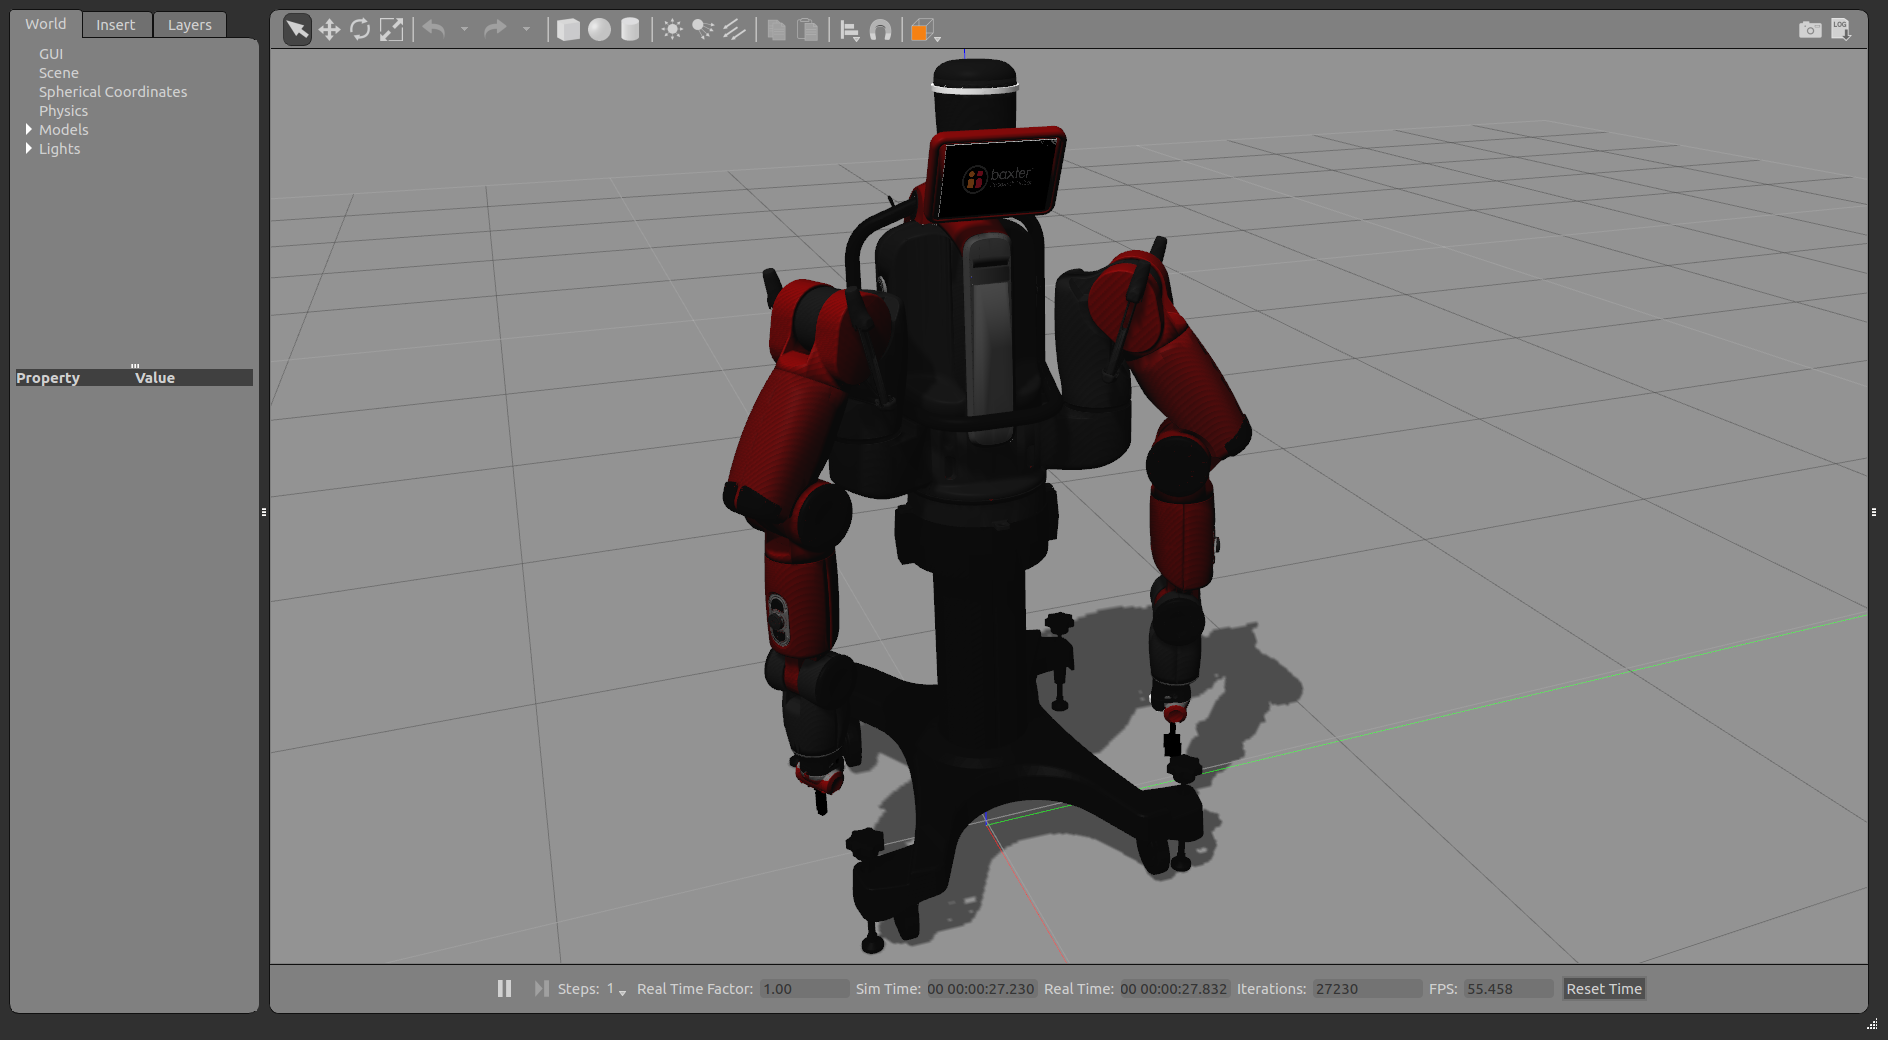 World Insert Layers
GUI
Scene
Spherical Coordinates
Physics
Models
Lights
Property Value
LOG
baxter
Steps: 1 Real Time Factor: 1.00 Sim Time: 00 00:00:27.230 Real Time: 00 00:00:27.832 Iterations: 27230 FPS: 55.458 Reset Time